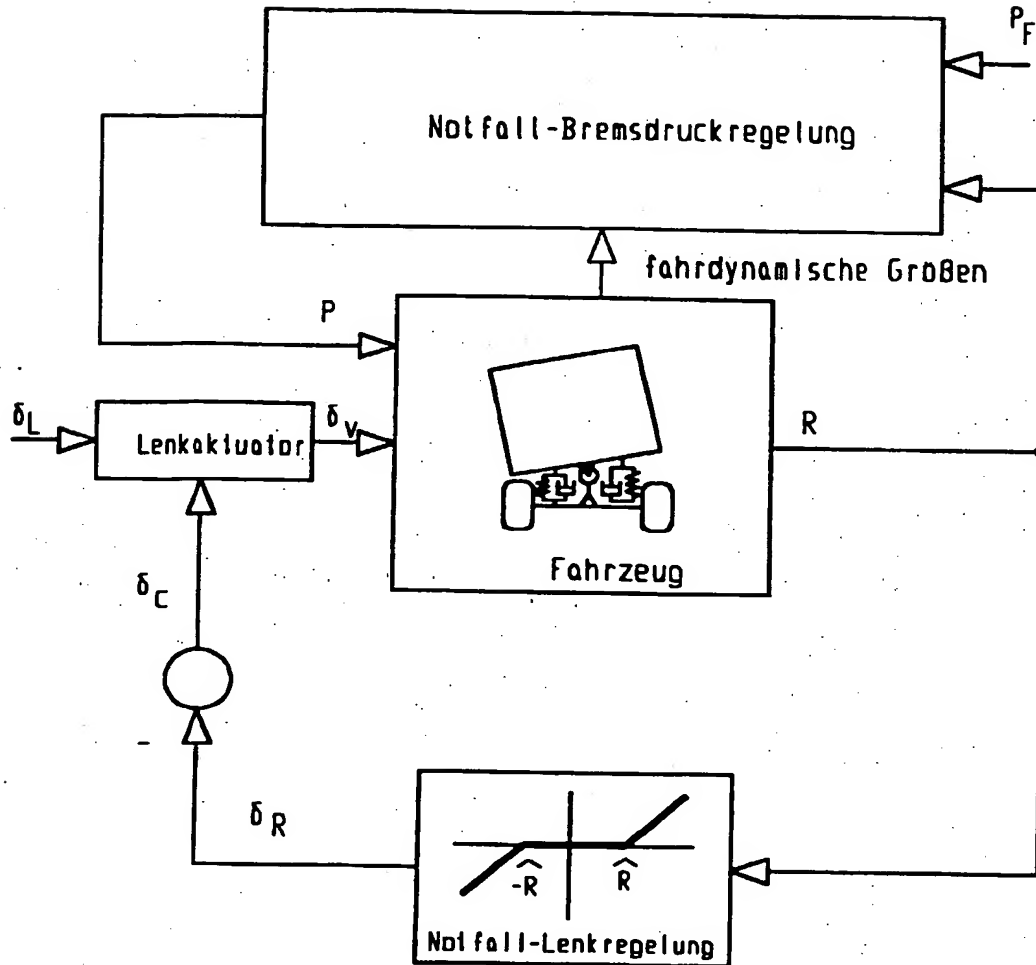 P_F
Notfall-Bremsdruckregelung
fahrdynamische Größen
P
δ_L
Lenkaktuator
δ_v
R
Fahrzeug
δ_C
-
δ_R
-R̂
R̂
Notfall-Lenkregelung